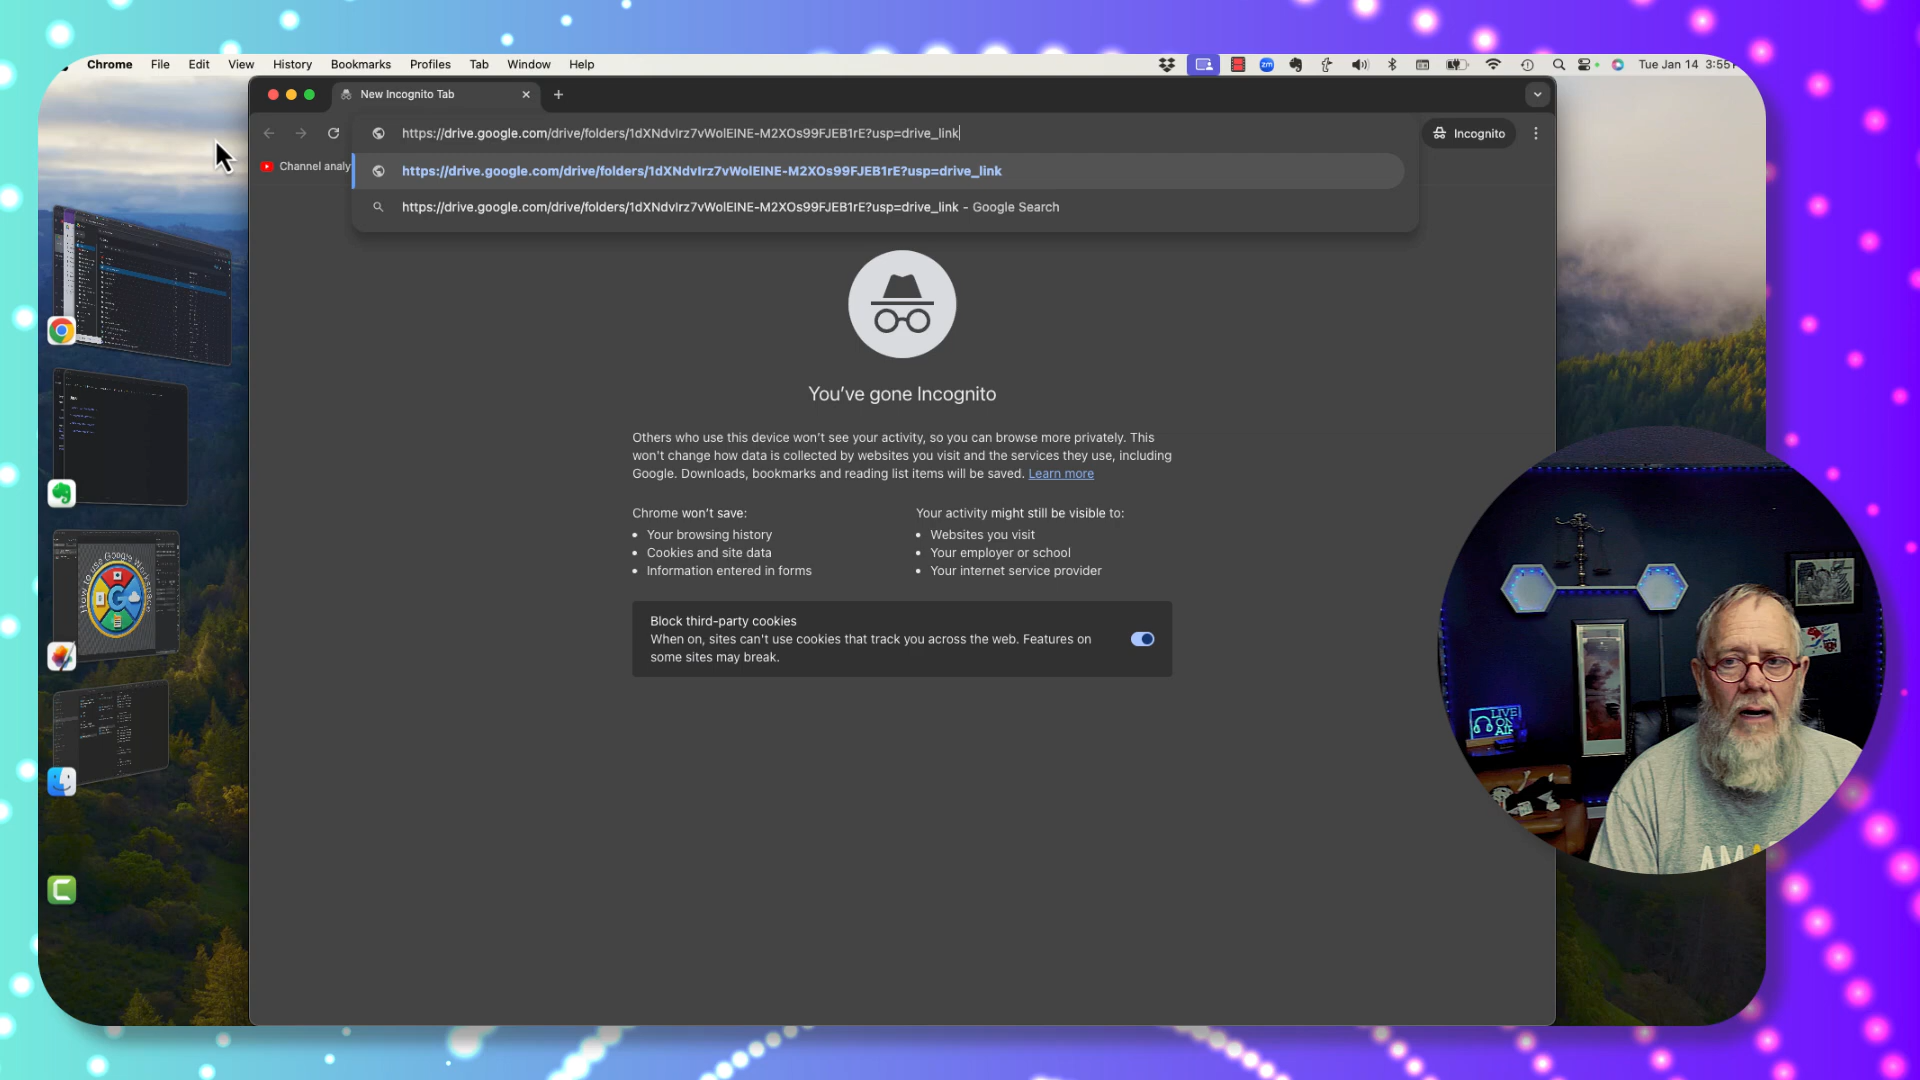 Chrome File Edit View History Bookmarks Profiles Tab Window Help
zm
Tue Jan 14 3:55
New Incognito Tab
https://drive.google.com/drive/folders/1dXNdvIrz7vWolEINE-M2XOs99FJEB1rE?usp=drive_link
Incognito
Channel analy
https://drive.google.com/drive/folders/1dXNdvIrz7vWolEINE-M2XOs99FJEB1rE?usp=drive_link
https://drive.google.com/drive/folders/1dXNdvIrz7vWolEINE-M2XOs99FJEB1rE?usp=drive_link - Google Search
You've gone Incognito
Others who use this device won't see your activity, so you can browse more privately. This
won't change how data is collected by websites you visit and the services they use, including
Google. Downloads, bookmarks and reading list items will be saved. Learn more
Chrome won't save:
• Your browsing history
• Cookies and site data
• Information entered in forms
Your activity might still be visible to:
• Websites you visit
• Your employer or school
• Your internet service provider
Block third-party cookies
When on, sites can't use cookies that track you across the web. Features on
some sites may break.
How to use Google Workspace
LIVE
ON
AIR